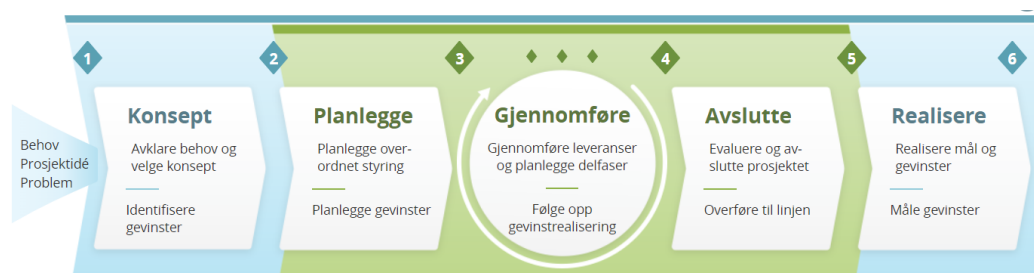 1
2
3
4
5
6
Behov
Prosjektidé
Problem
Konsept
Avklare behov og
velge konsept
Identifisere
gevinster
Planlegge
Planlegge over-
ordnet styring
Planlegge gevinster
Gjennomføre
Gjennomføre leveranser
og planlegge delfaser
Følge opp
gevinstrealisering
Avslutte
Evaluere og av-
slutte prosjektet
Overføre til linjen
Realisere
Realisere mål og
gevinster
Måle gevinster